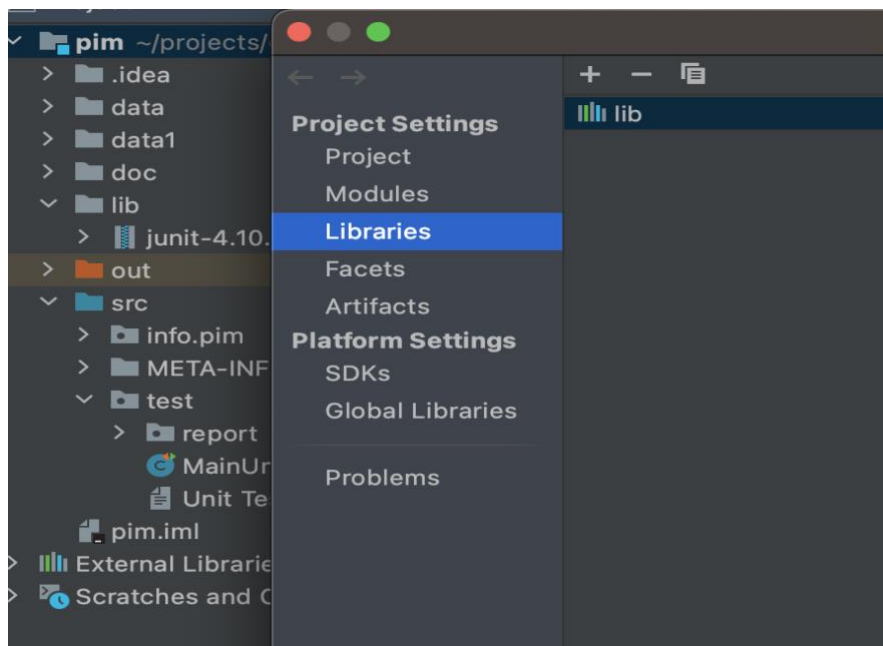 pim ~/projects/
.idea
data
data1
doc
lib
junit-4.10.
out
src
info.pim
META-INF
test
report
MainUr
Unit Te
pim.iml
External Librarie
Scratches and
Project Settings
Project
Modules
Libraries
Facets
Artifacts
Platform Settings
SDKs
Global Libraries
Problems
lib